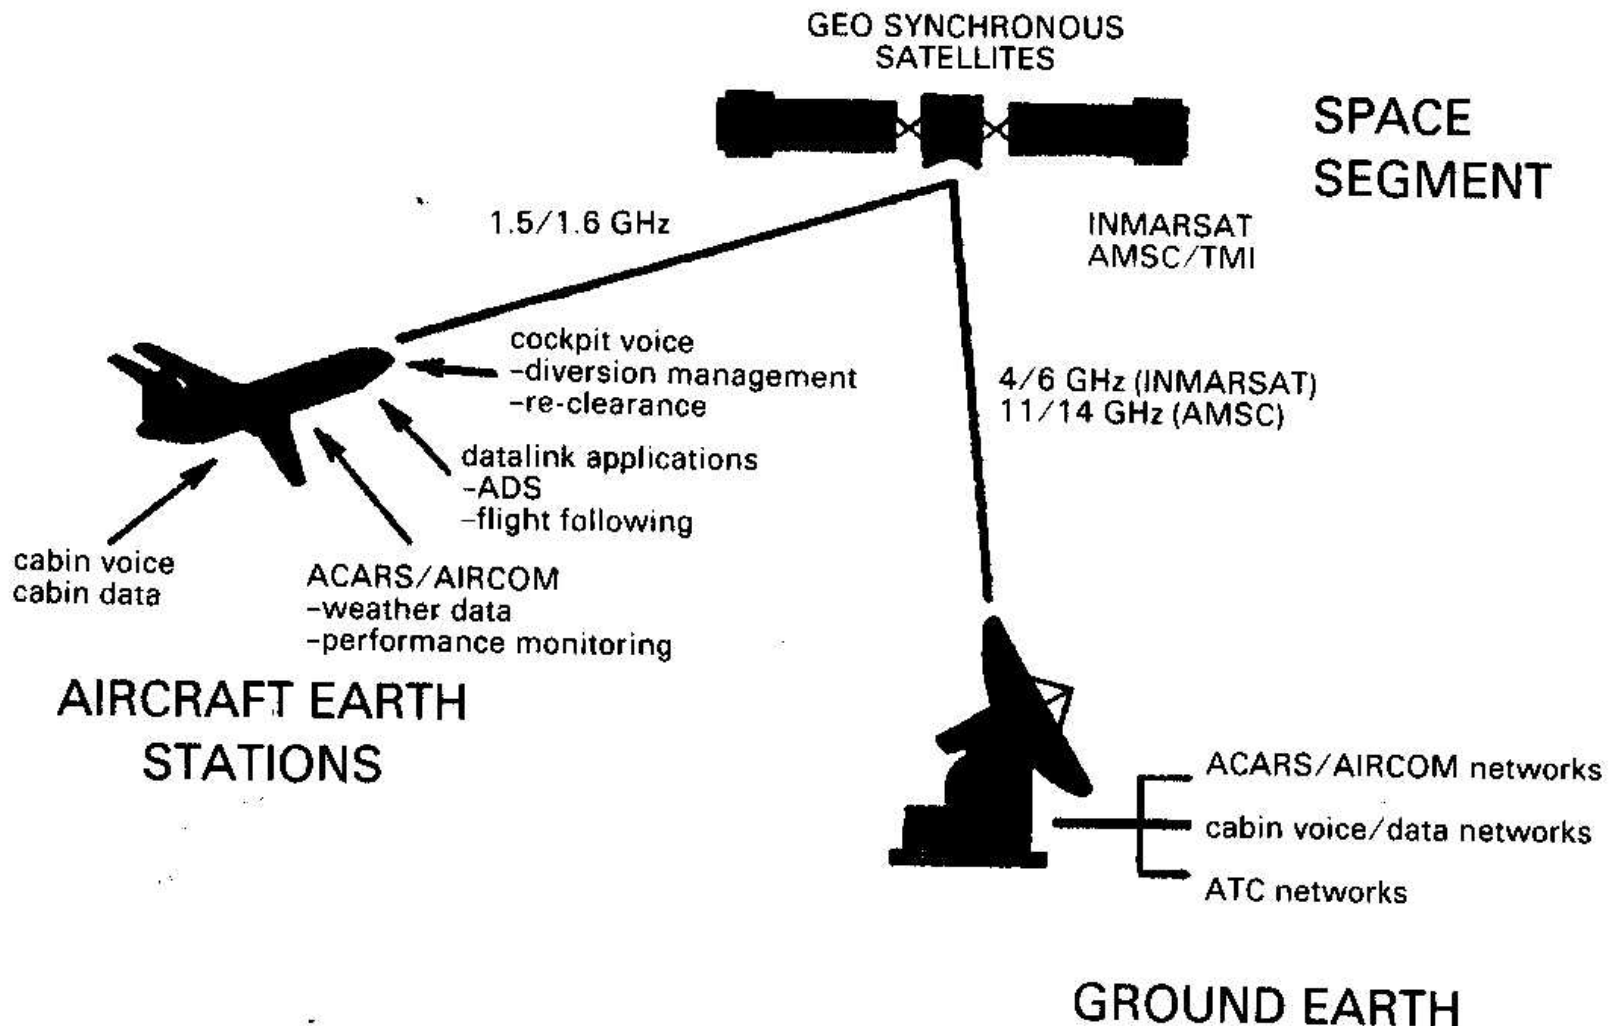 GEO SYNCHRONOUS
SATELLITES
SPACE
SEGMENT
1.5/1.6 GHz
INMARSAT
AMSC/TMI
cockpit voice
-diversion management
-re-clearance
4/6 GHz (INMARSAT)
11/14 GHz (AMSC)
datalink applications
-ADS
-flight following
cabin voice
cabin data
ACARS/AIRCOM
-weather data
-performance monitoring
AIRCRAFT EARTH
STATIONS
ACARS/AIRCOM networks
cabin voice/data networks
ATC networks
GROUND EARTH